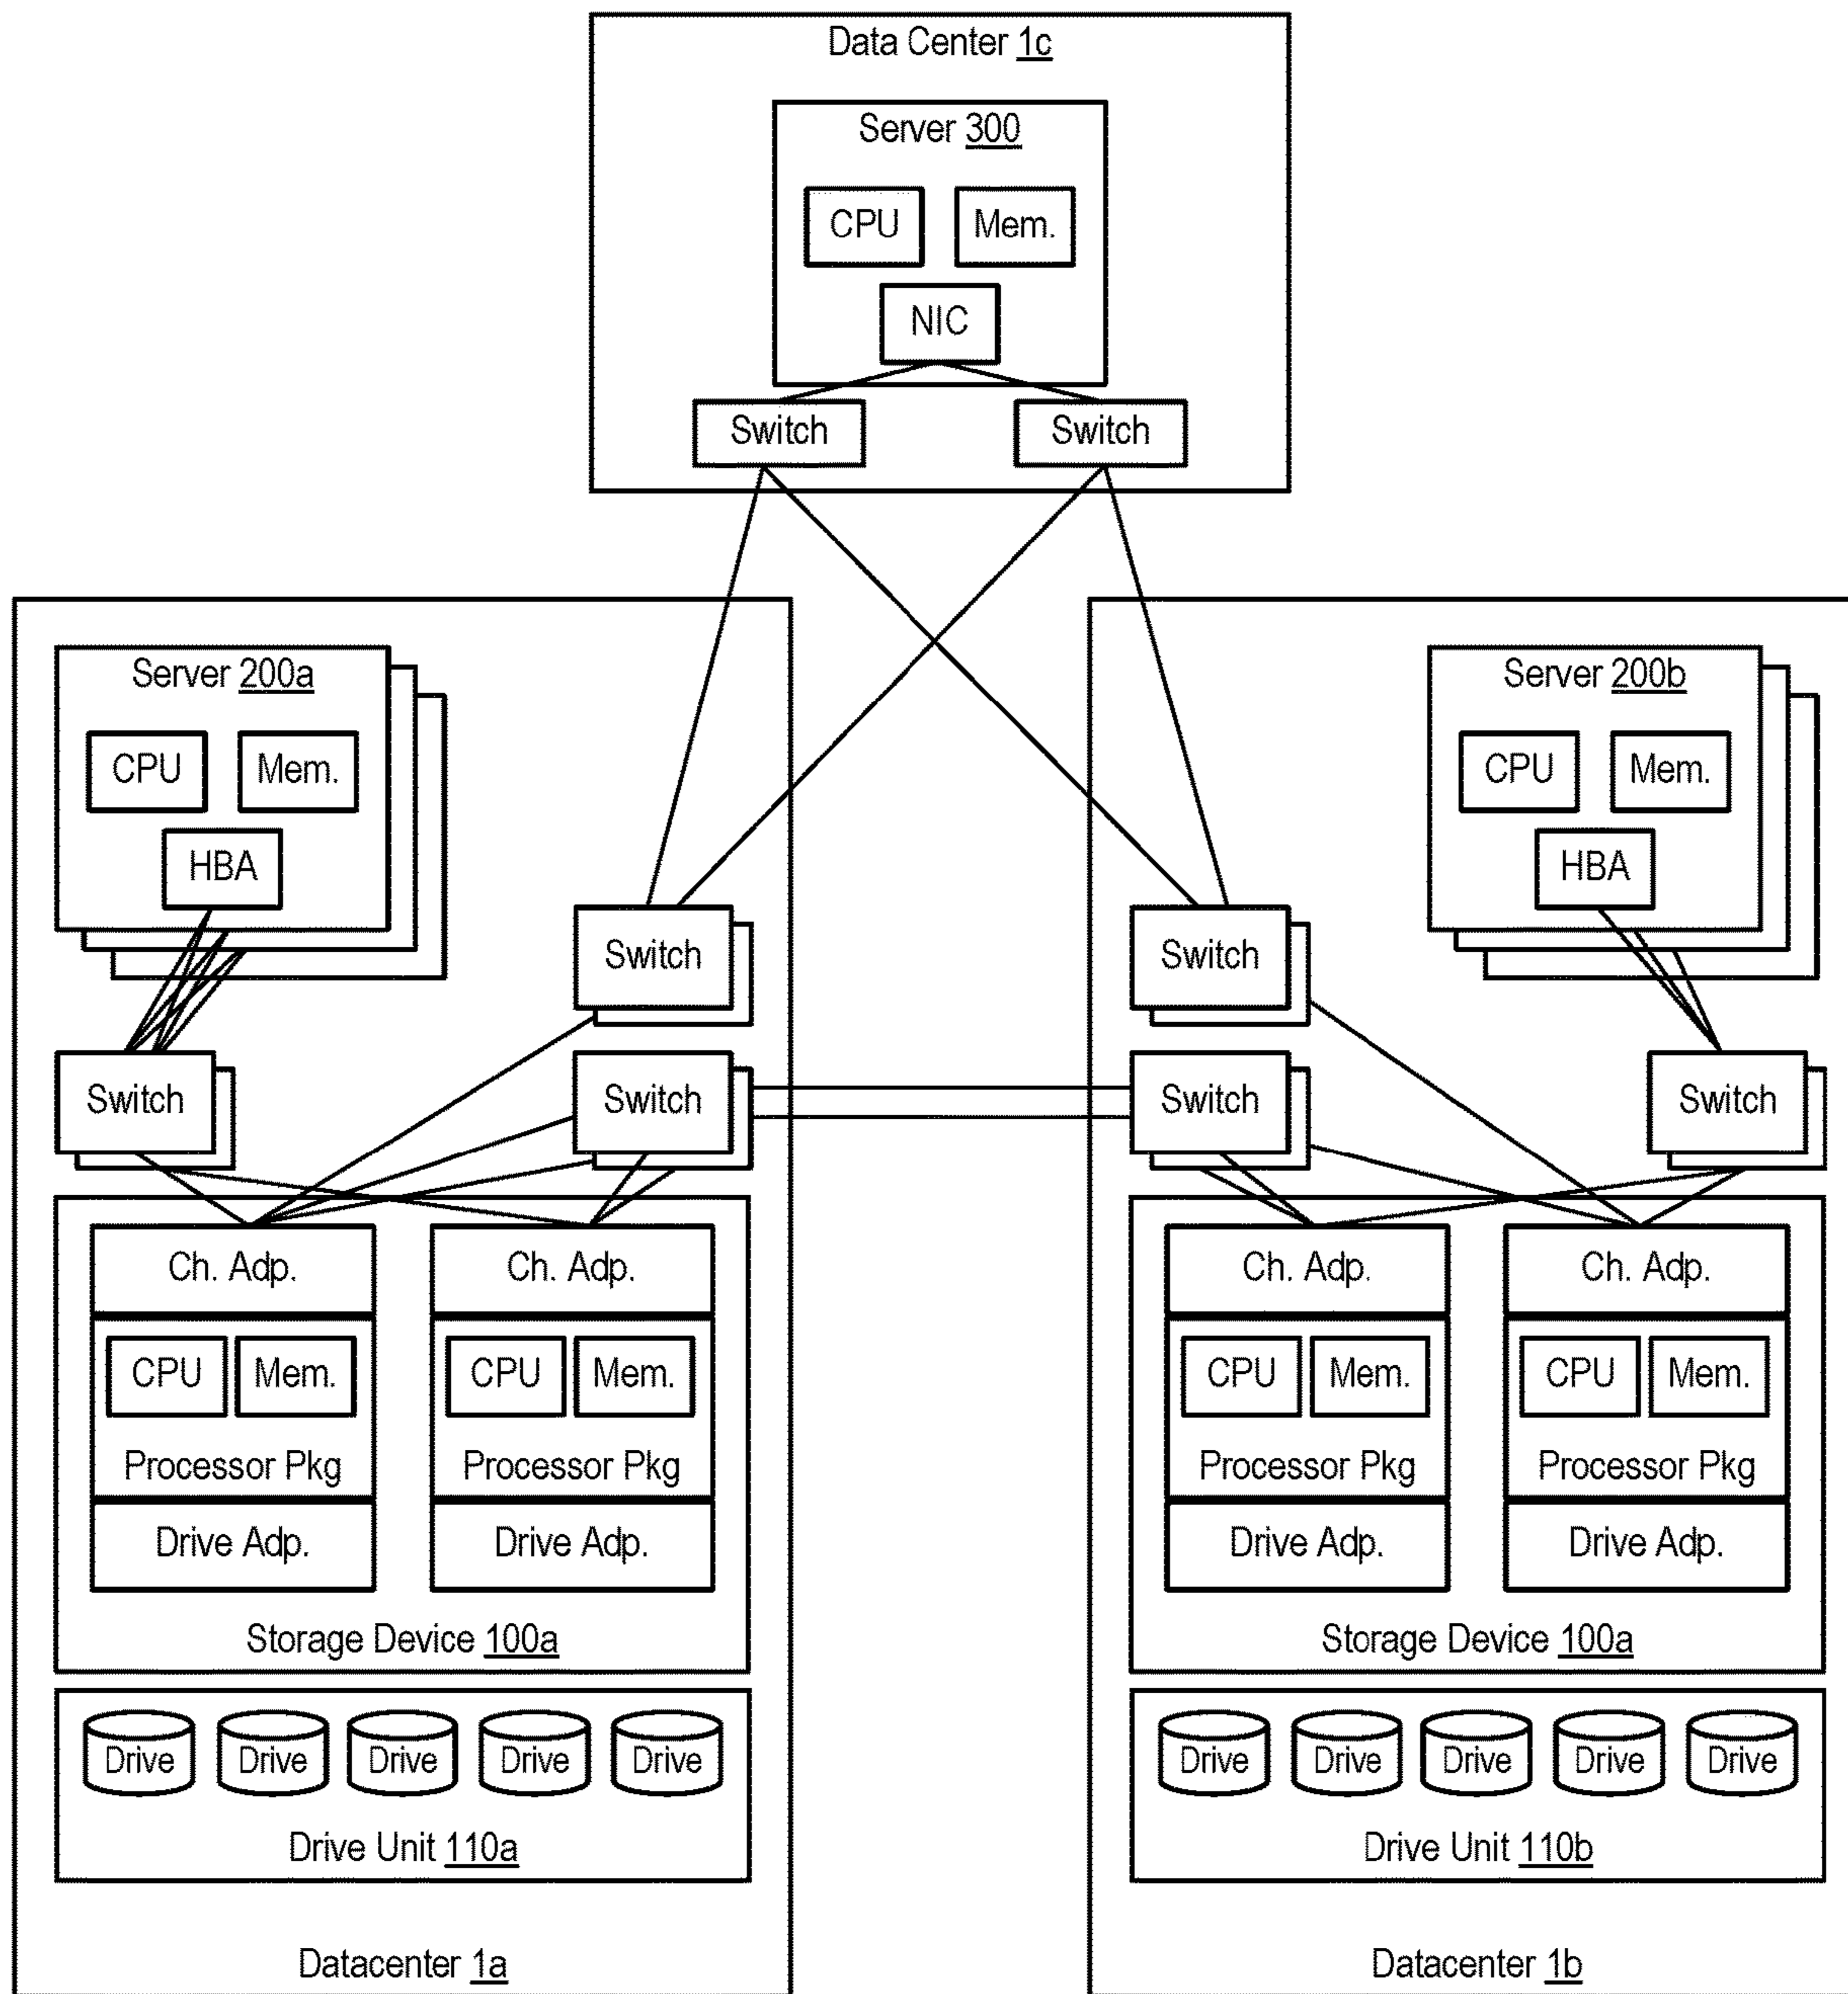 Data Center 1c
Server 300
CPU
Mem.
NIC
Switch
Switch
Server 200a
CPU
Mem.
HBA
Switch
Switch
Switch
Ch. Adp.
Ch. Adp.
CPU
Mem.
CPU
Mem.
Processor Pkg
Processor Pkg
Drive Adp.
Drive Adp.
Storage Device 100a
Drive
Drive
Drive
Drive
Drive
Drive Unit 110a
Datacenter 1a
Server 200b
CPU
Mem.
HBA
Switch
Switch
Switch
Ch. Adp.
Ch. Adp.
CPU
Mem.
CPU
Mem.
Processor Pkg
Processor Pkg
Drive Adp.
Drive Adp.
Storage Device 100a
Drive
Drive
Drive
Drive
Drive
Drive Unit 110b
Datacenter 1b